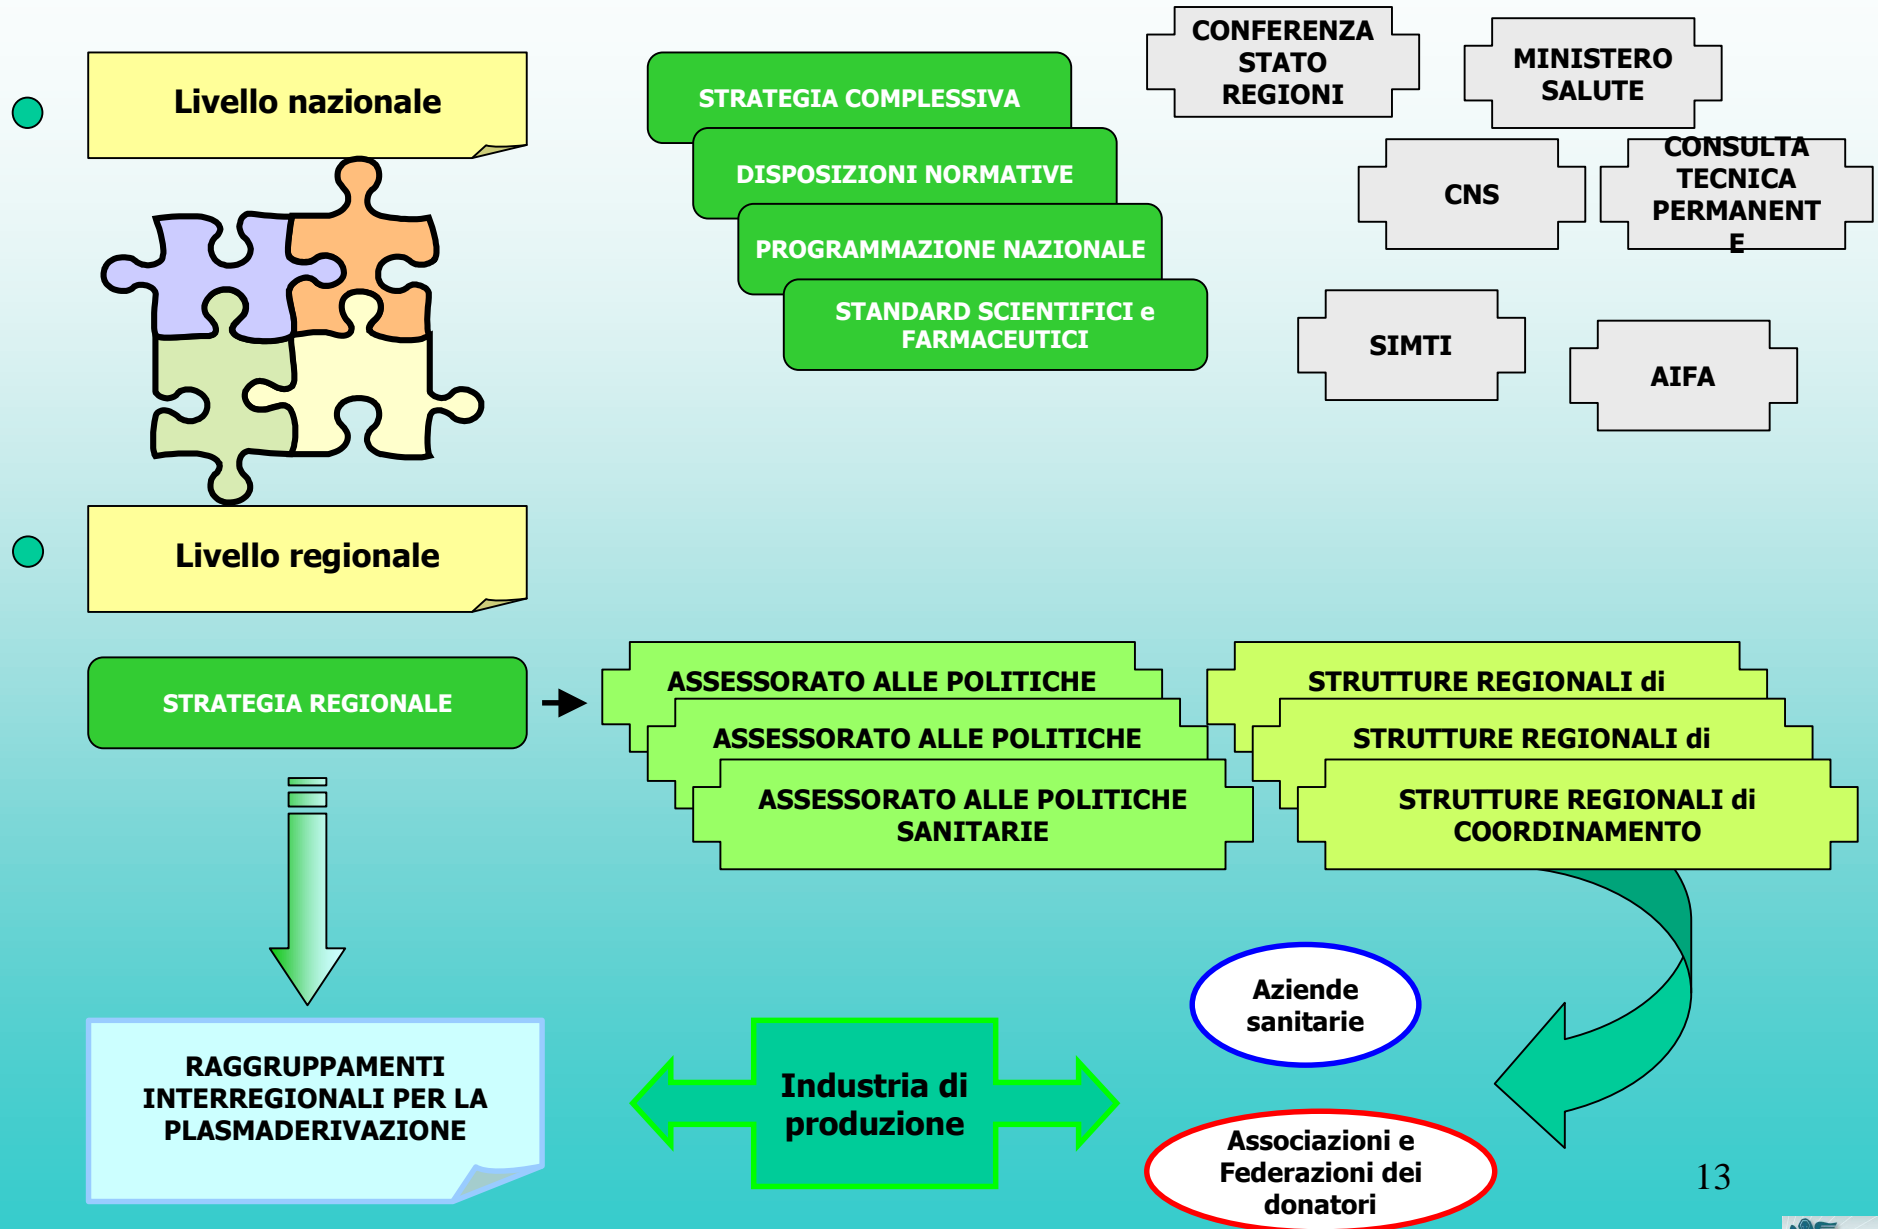 Livello nazionale
STRATEGIA COMPLESSIVA
DISPOSIZIONI NORMATIVE
PROGRAMMAZIONE NAZIONALE
STANDARD SCIENTIFICI e
FARMACEUTICI
CONFERENZA
STATO
REGIONI
MINISTERO
SALUTE
CNS
CONSULTA
TECNICA
PERMANENT
E
SIMTI
AIFA
Livello regionale
STRATEGIA REGIONALE
ASSESSORATO ALLE POLITICHE
ASSESSORATO ALLE POLITICHE
ASSESSORATO ALLE POLITICHE
SANITARIE
STRUTTURE REGIONALI di
STRUTTURE REGIONALI di
STRUTTURE REGIONALI di
COORDINAMENTO
RAGGRUPPAMENTI
INTERREGIONALI PER LA
PLASMADERIVAZIONE
Industria di
produzione
Aziende
sanitarie
Associazioni e
Federazioni dei
donatori
13